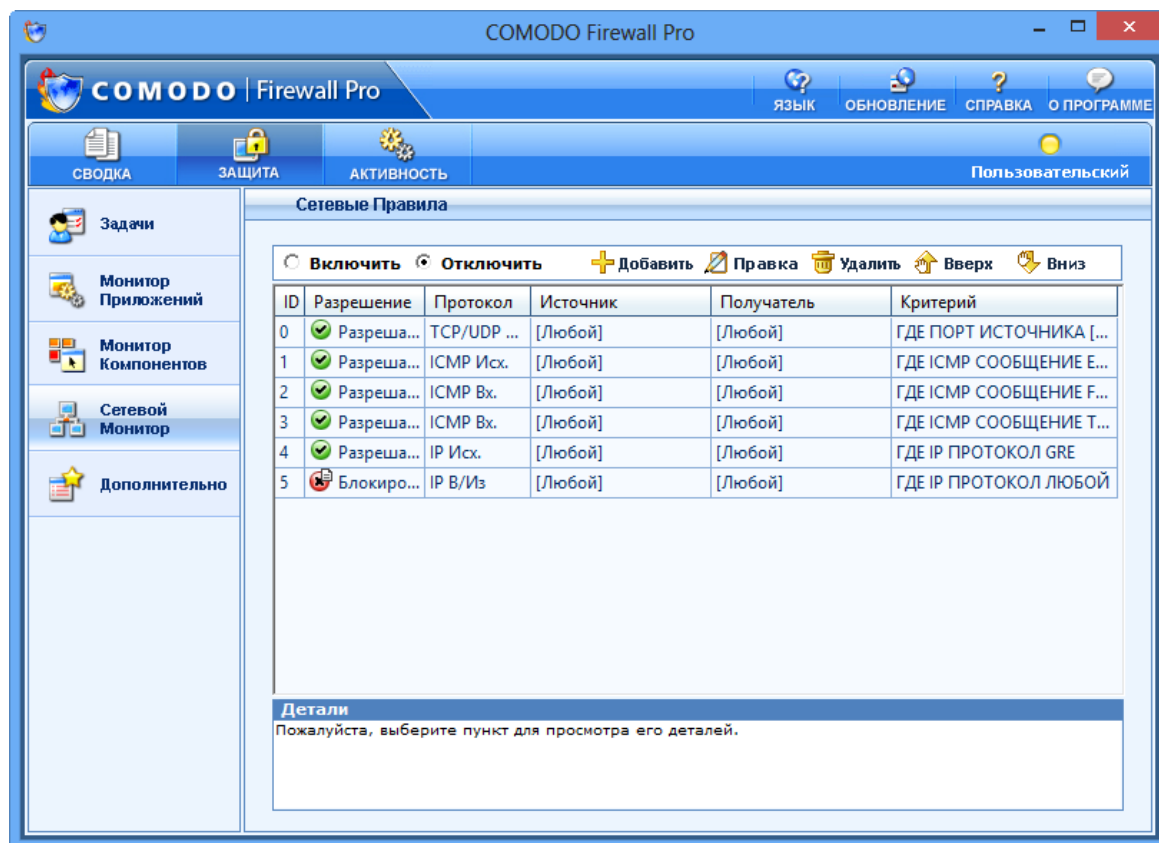 COMODO Firewall Pro
COMODO Firewall Pro
ЯЗЫК ОБНОВЛЕНИЕ СПРАВКА О ПРОГРАММЕ
СВОДКА ЗАЩИТА АКТИВНОСТЬ Пользовательский
Задачи
Монитор
Приложений
Монитор
Компонентов
Сетевой
Монитор
Дополнительно
Сетевые Правила
Включить Отключить Добавить Правка Удалить Вверх Вниз
ID Разрешение Протокол Источник Получатель Критерий
0 Разреша... TCP/UDP ... [Любой] [Любой] ГДЕ ПОРТ ИСТОЧНИКА [...
1 Разреша... ICMP Исх. [Любой] [Любой] ГДЕ ICMP СООБЩЕНИЕ E...
2 Разреша... ICMP Вх. [Любой] [Любой] ГДЕ ICMP СООБЩЕНИЕ F...
3 Разреша... ICMP Вх. [Любой] [Любой] ГДЕ ICMP СООБЩЕНИЕ T...
4 Разреша... IP Исх. [Любой] [Любой] ГДЕ IP ПРОТОКОЛ GRE
5 Блокиро... IP В/Из [Любой] [Любой] ГДЕ IP ПРОТОКОЛ ЛЮБОЙ
Детали
Пожалуйста, выберите пункт для просмотра его деталей.